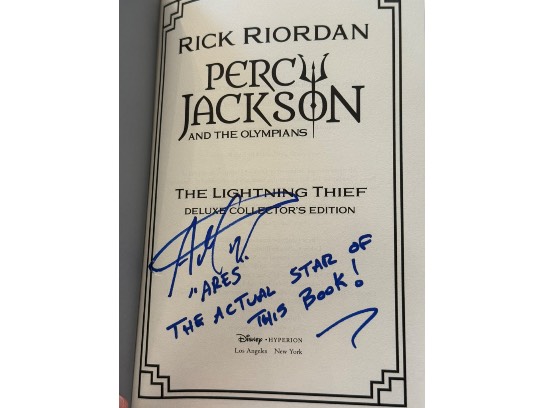 RICK RIORDAN
PERCY
JACKSON
AND THE OLYMPIANS
THE LIGHTNING THIEF
DELUXE COLLECTOR'S EDITION
"ARES"
THE ACTUAL STAR OF
THIS BOOK!
Disney • HYPERION
Los Angeles New York